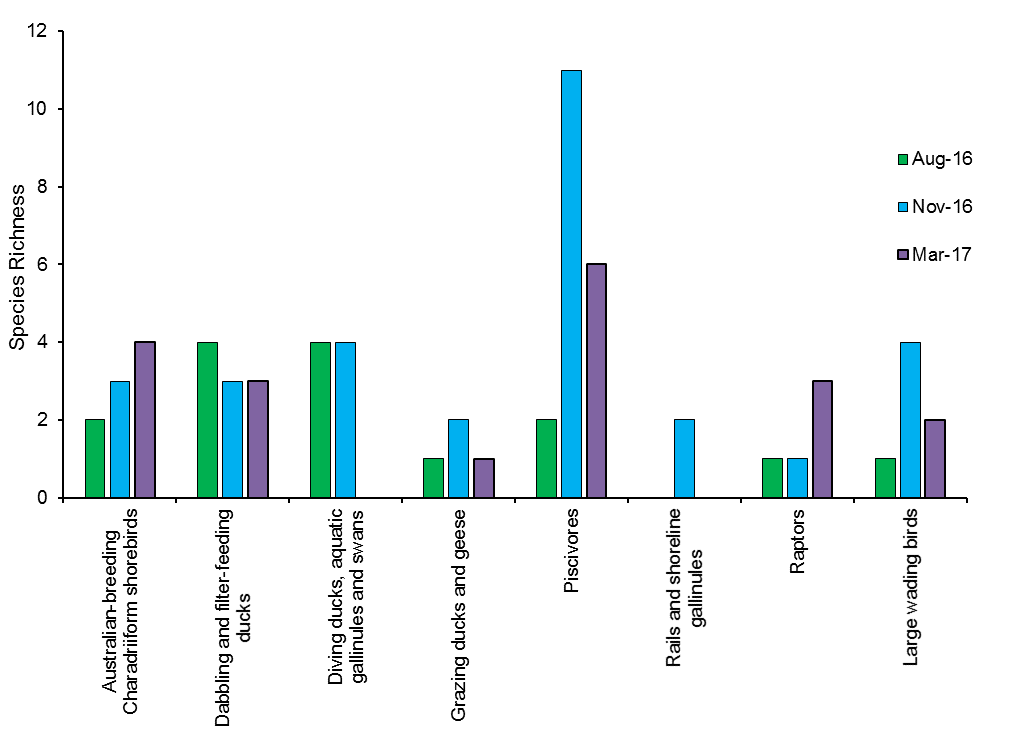 12
10
8
6
4
2
0
Species Richness
Aug-16
Nov-16
Mar-17
Australian-breeding
Charadriiform shorebirds
Dabbling and filter-feeding
ducks
Diving ducks, aquatic
gallinules and swans
Grazing ducks and geese
Piscivores
Rails and shoreline
gallinules
Raptors
Large wading birds